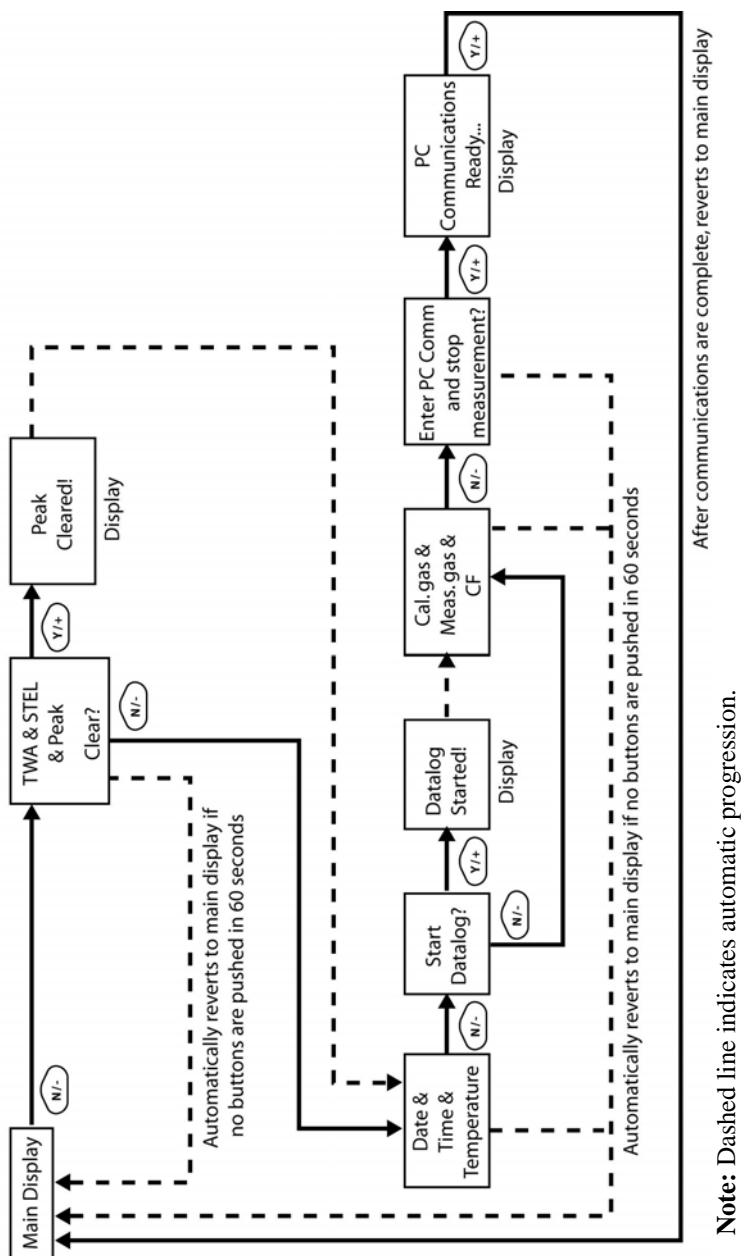 Main Display
N/-
TWA & STEL
& Peak
Clear?
Y/+
Peak
Cleared!
Display
N/-
Automatically reverts to main display if
no buttons are pushed in 60 seconds
Date &
Time &
Temperature
N/-
Start
Datalog?
Y/+
Datalog
Started!
Display
N/-
Cal. gas &
Meas. gas &
CF
N/-
Enter PC Comm
and stop
measurement?
Y/+
PC
Communications
Ready...
Display
Y/+
Automatically reverts to main display if no buttons are pushed in 60 seconds
After communications are complete, reverts to main display
Note: Dashed line indicates automatic progression.